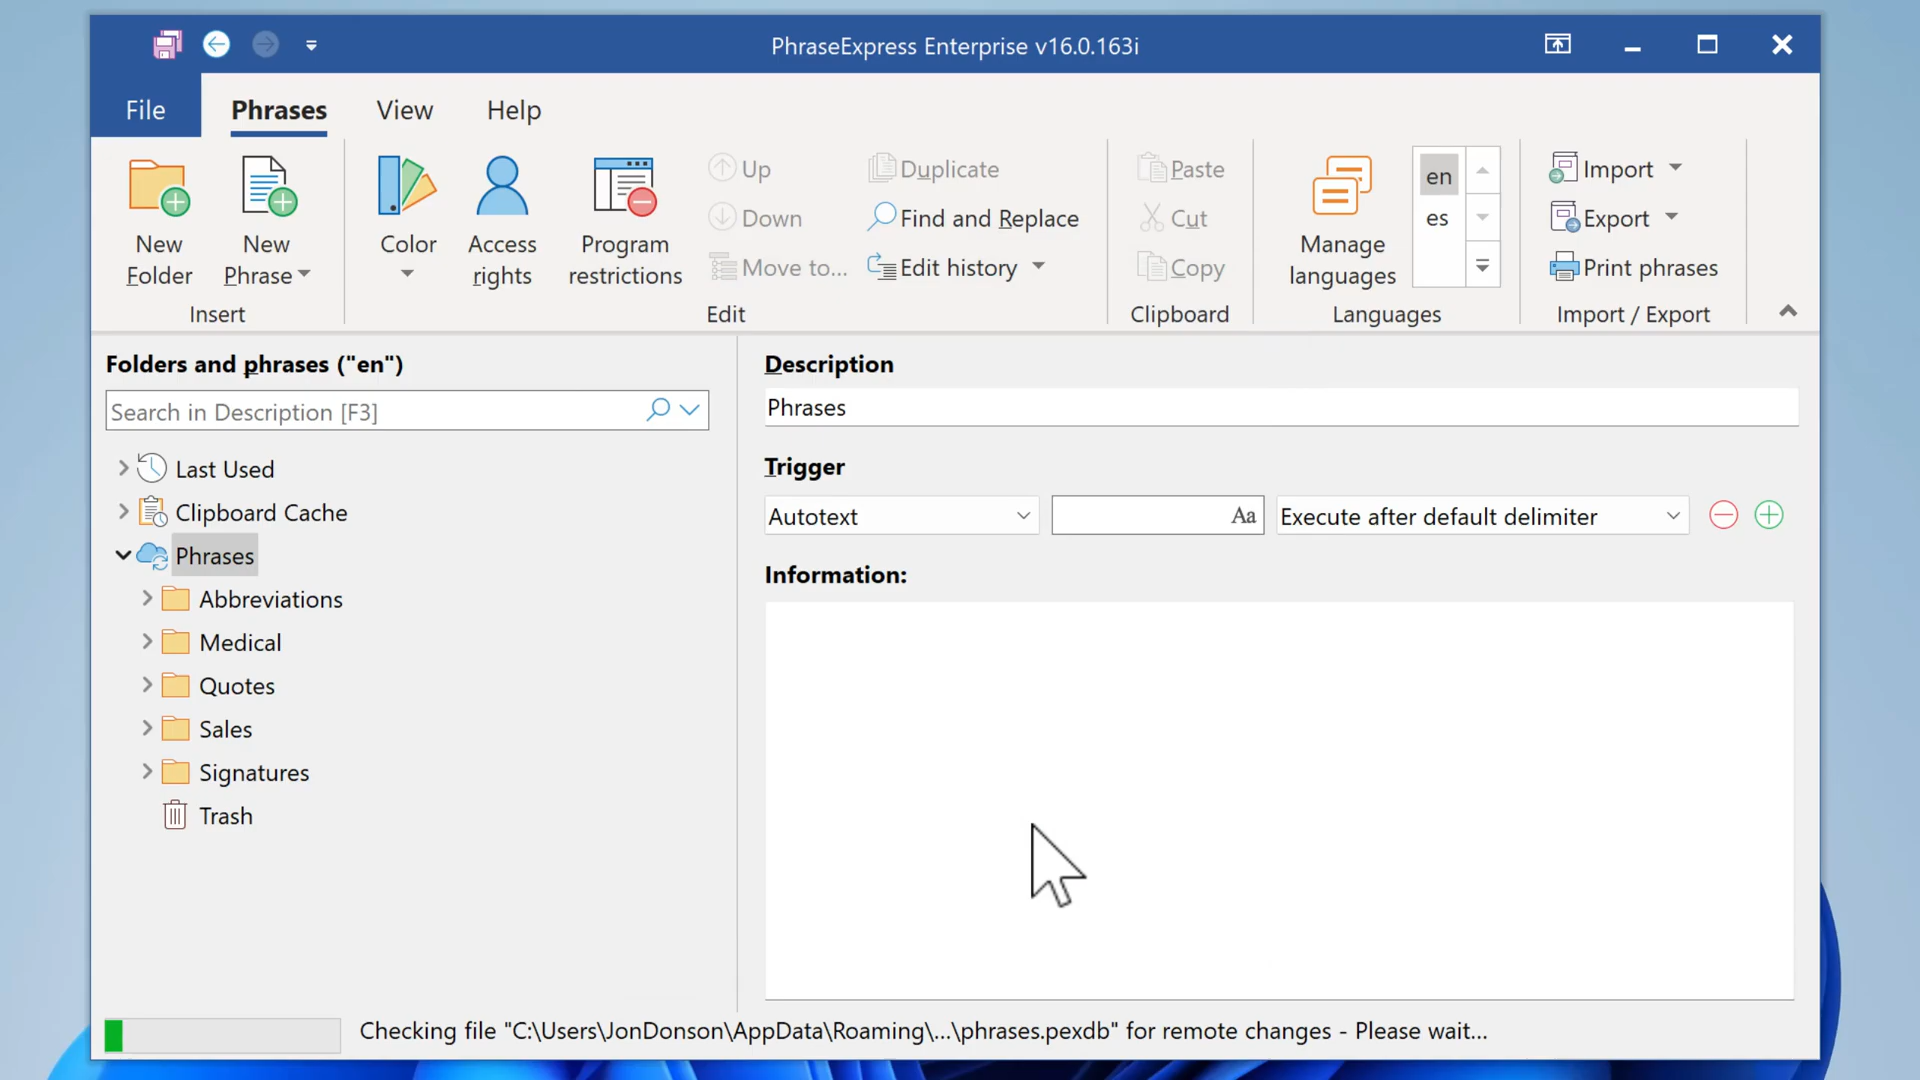 PhraseExpress Enterprise v16.0.163i
File
Phrases
View
Help
New
Folder
New
Phrase
Insert
Color
Access
rights
Program
restrictions
Up
Down
Move to...
Duplicate
Find and Replace
Edit history
Edit
Paste
Cut
Copy
Clipboard
Manage
languages
en
es
Languages
Import
Export
Print phrases
Import / Export
Folders and phrases ("en")
Search in Description [F3]
Last Used
Clipboard Cache
Phrases
Abbreviations
Medical
Quotes
Sales
Signatures
Trash
Description
Phrases
Trigger
Autotext
Aa
Execute after default delimiter
Information:
Checking file "C:\Users\JonDonson\AppData\Roaming\...\phrases.pexdb" for remote changes - Please wait...